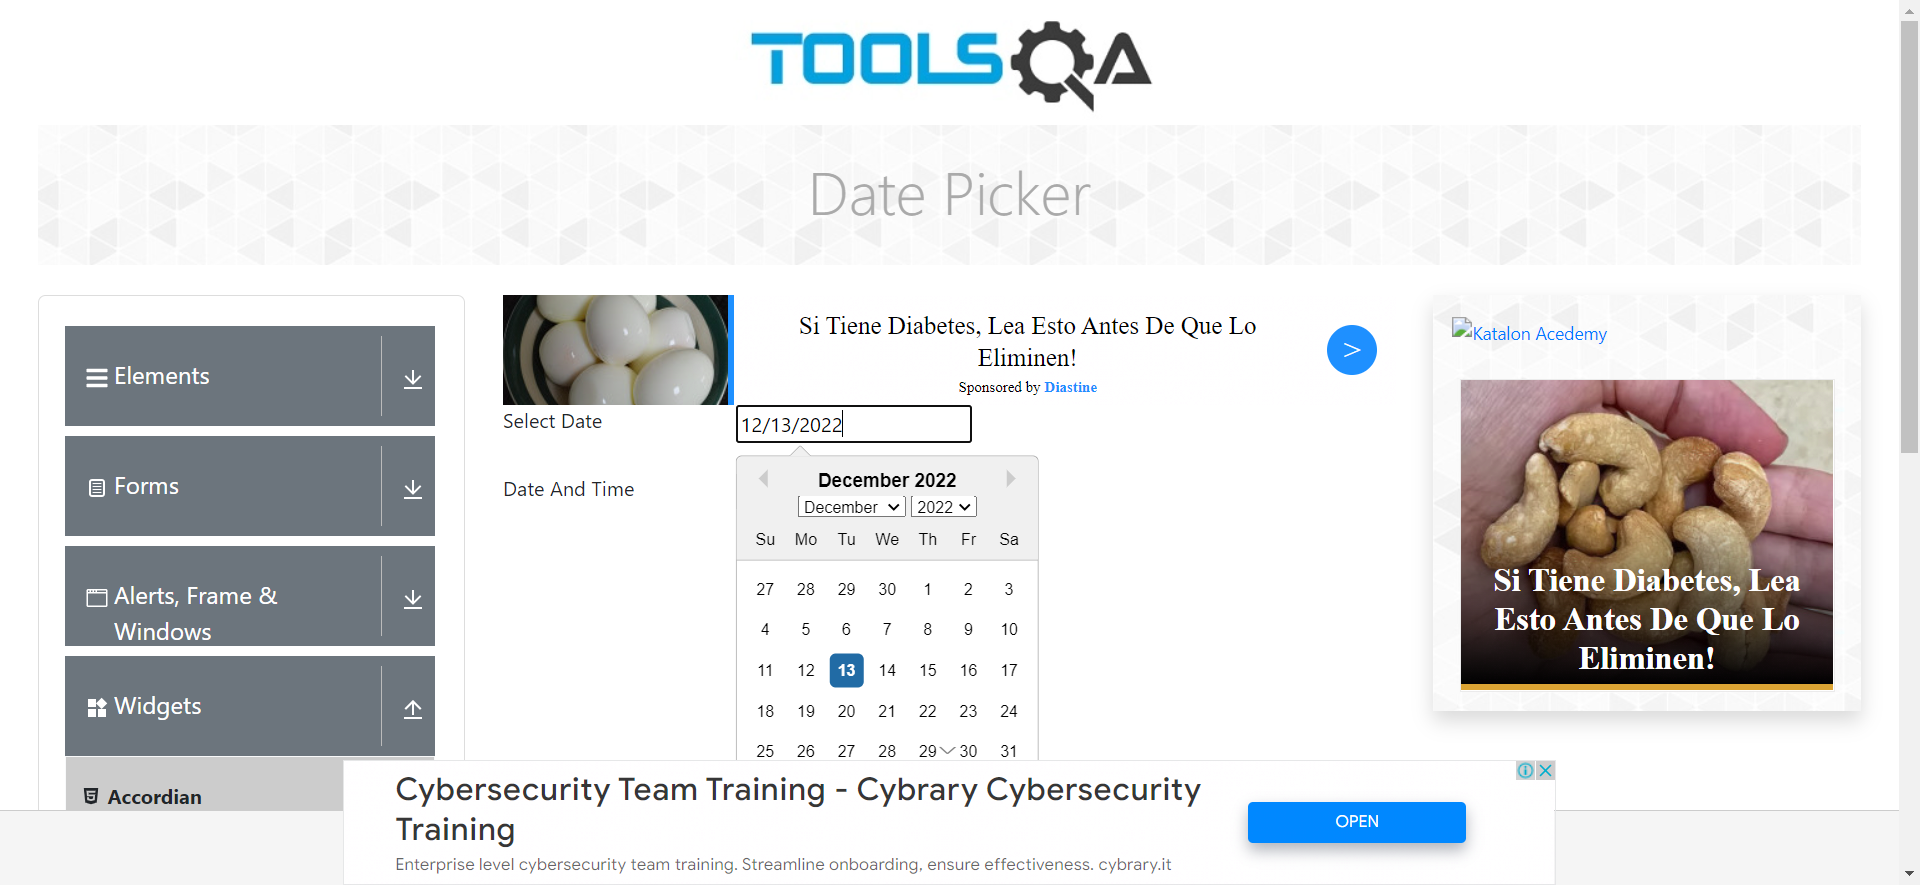 TOOLSQA
Date Picker
Elements
Forms
Alerts, Frame &
Windows
Widgets
Accordian
Si Tiene Diabetes, Lea Esto Antes De Que Lo
Eliminen!
Sponsored by Diastine
>
Select Date
12/13/2022
Date And Time
December 2022
December 2022
Su Mo Tu We Th Fr Sa
27 28 29 30 1 2 3
4 5 6 7 8 9 10
11 12 13 14 15 16 17
18 19 20 21 22 23 24
25 26 27 28 29 30 31
Katalon Acedemy
Si Tiene Diabetes, Lea
Esto Antes De Que Lo
Eliminen!
Cybersecurity Team Training - Cybrary Cybersecurity
Training
Enterprise level cybersecurity team training. Streamline onboarding, ensure effectiveness. cybrary.it
OPEN